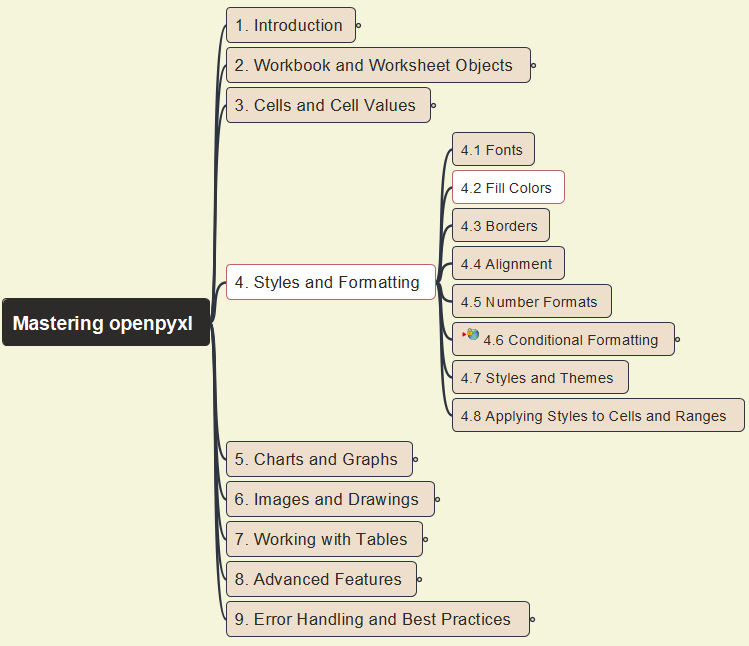 Mastering openpyxl
1. Introduction
2. Workbook and Worksheet Objects
3. Cells and Cell Values
4. Styles and Formatting
4.1 Fonts
4.2 Fill Colors
4.3 Borders
4.4 Alignment
4.5 Number Formats
4.6 Conditional Formatting
4.7 Styles and Themes
4.8 Applying Styles to Cells and Ranges
5. Charts and Graphs
6. Images and Drawings
7. Working with Tables
8. Advanced Features
9. Error Handling and Best Practices